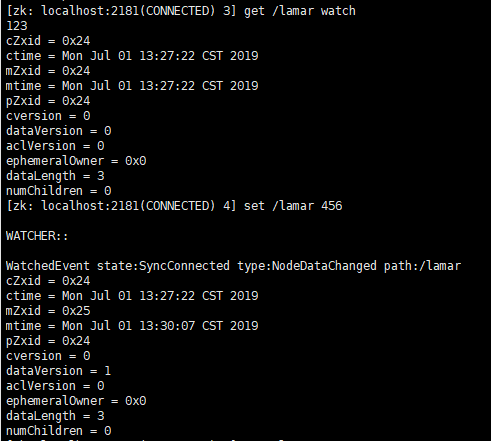 [zk: localhost:2181(CONNECTED) 3] get /lamar watch
123
cZxid = 0x24
ctime = Mon Jul 01 13:27:22 CST 2019
mZxid = 0x24
mtime = Mon Jul 01 13:27:22 CST 2019
pZxid = 0x24
cversion = 0
dataVersion = 0
aclVersion = 0
ephemeralOwner = 0x0
dataLength = 3
numChildren = 0
[zk: localhost:2181(CONNECTED) 4] set /lamar 456
WATCHER::
WatchedEvent state:SyncConnected type:NodeDataChanged path:/lamar
cZxid = 0x24
ctime = Mon Jul 01 13:27:22 CST 2019
mZxid = 0x25
mtime = Mon Jul 01 13:30:07 CST 2019
pZxid = 0x24
cversion = 0
dataVersion = 1
aclVersion = 0
ephemeralOwner = 0x0
dataLength = 3
numChildren = 0